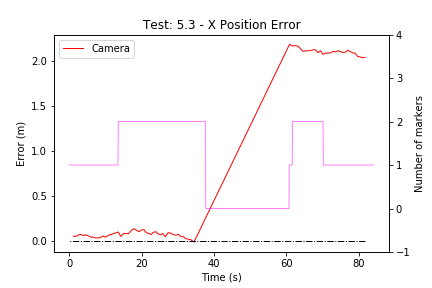 Test: 5.3 - X Position Error
Camera
Error (m)
2.0
1.5
1.0
0.5
0.0
4
3
2
1
0
−1
Number of markers
0 20 40 60 80
Time (s)